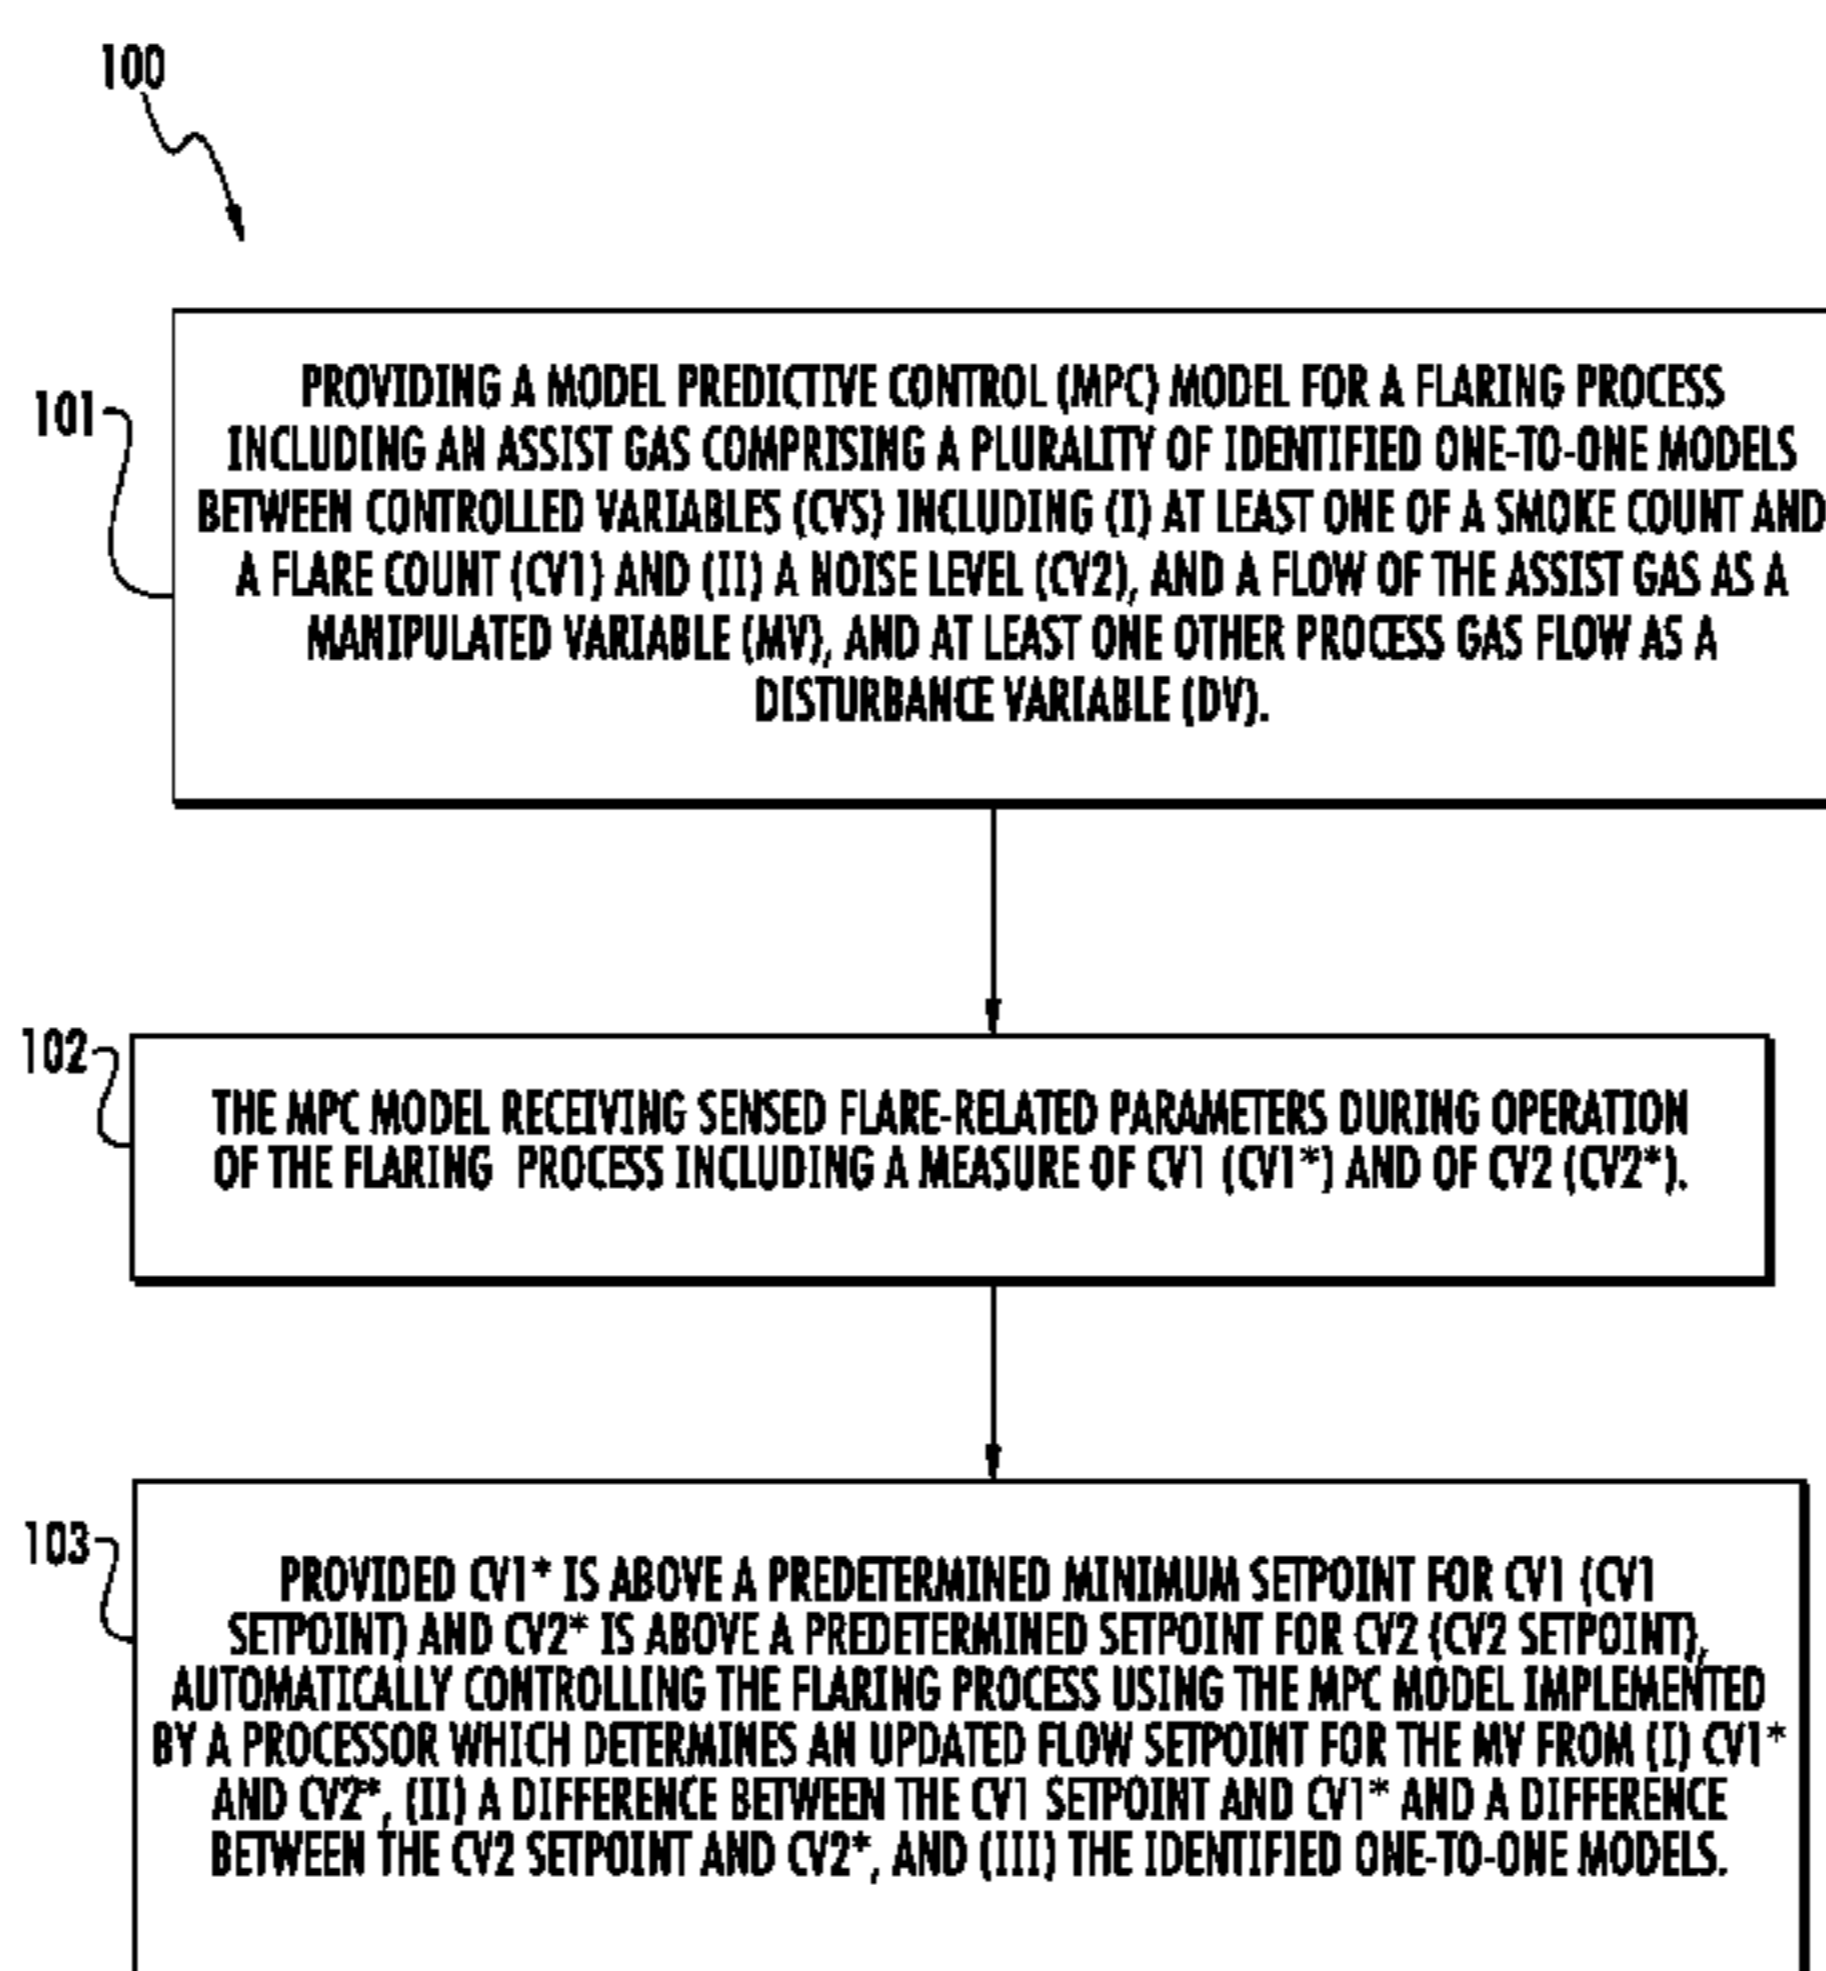 100
101
PROVIDING A MODEL PREDICTIVE CONTROL (MPC) MODEL FOR A FLARING PROCESS
INCLUDING AN ASSIST GAS COMPRISING A PLURALITY OF IDENTIFIED ONE-TO-ONE MODELS
BETWEEN CONTROLLED VARIABLES (CVS) INCLUDING (I) AT LEAST ONE OF A SMOKE COUNT AND
A FLARE COUNT (CV1) AND (II) A NOISE LEVEL (CV2), AND A FLOW OF THE ASSIST GAS AS A
MANIPULATED VARIABLE (MV), AND AT LEAST ONE OTHER PROCESS GAS FLOW AS A
DISTURBANCE VARIABLE (DV).
102
THE MPC MODEL RECEIVING SENSED FLARE-RELATED PARAMETERS DURING OPERATION
OF THE FLARING PROCESS INCLUDING A MEASURE OF CV1 (CV1*) AND OF CV2 (CV2*).
103
PROVIDED CV1* IS ABOVE A PREDETERMINED MINIMUM SETPOINT FOR CV1 (CV1
SETPOINT) AND CV2* IS ABOVE A PREDETERMINED SETPOINT FOR CV2 (CV2 SETPOINT),
AUTOMATICALLY CONTROLLING THE FLARING PROCESS USING THE MPC MODEL IMPLEMENTED
BY A PROCESSOR WHICH DETERMINES AN UPDATED FLOW SETPOINT FOR THE MV FROM (I) CV1*
AND CV2*, (II) A DIFFERENCE BETWEEN THE CV1 SETPOINT AND CV1* AND A DIFFERENCE
BETWEEN THE CV2 SETPOINT AND CV2*, AND (III) THE IDENTIFIED ONE-TO-ONE MODELS.